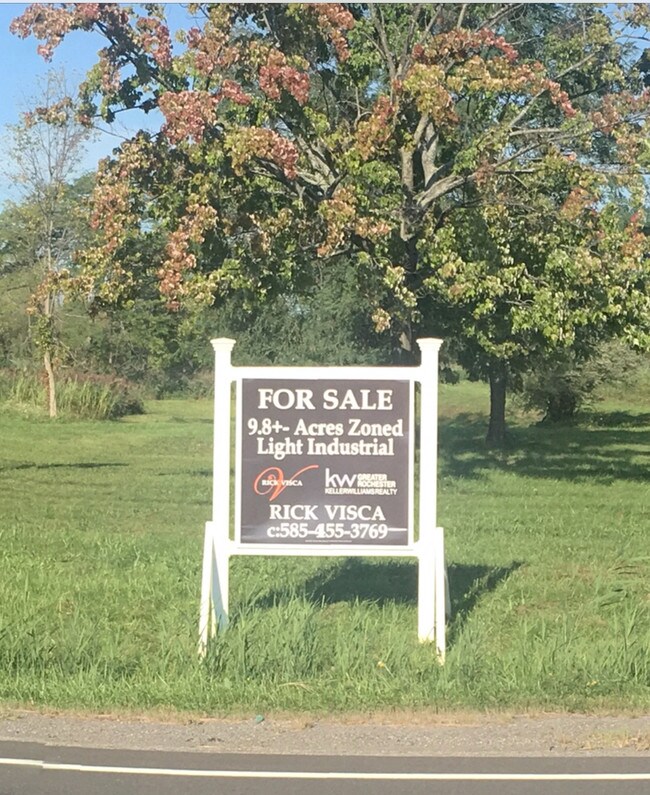 FOR SALE
9.8+- Acres Zoned
Light Industrial
RICK VISCA
kw GREATER
ROCHESTER
KELLERWILLIAMS REALTY
RICK VISCA
c:585-455-3769